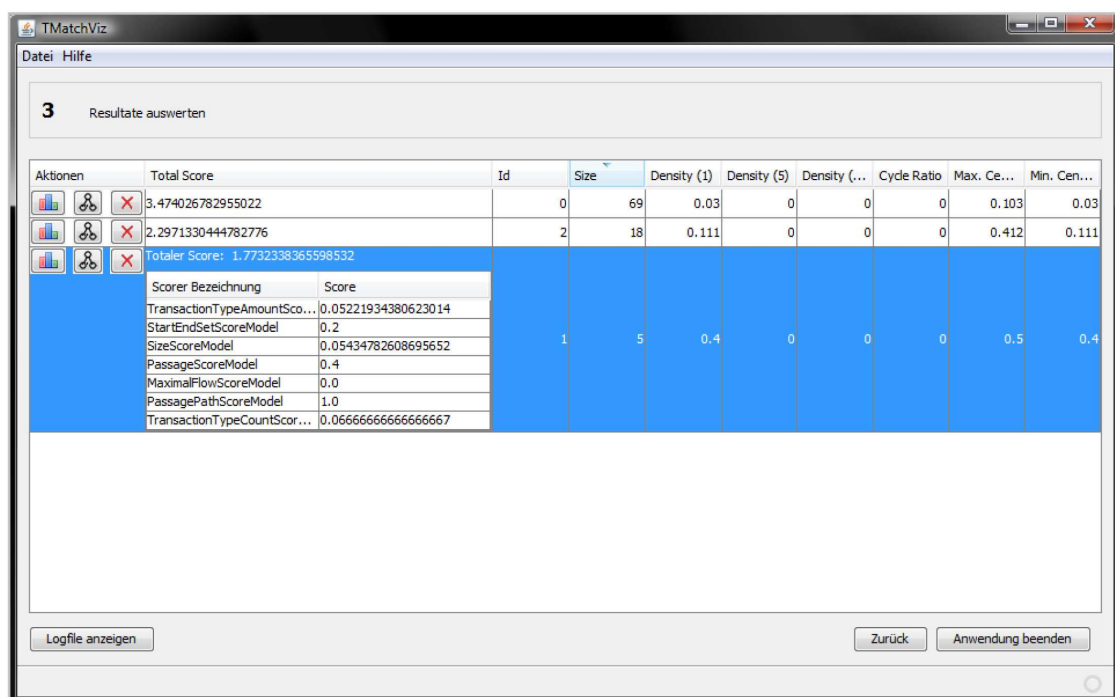 TMatchViz
Datei Hilfe
3 Resultate auswerten
Aktionen Total Score Id Size Density (1) Density (5) Density (... Cycle Ratio Max. Ce... Min. Cen...
3.474026782955022 0 69 0.03 0 0 0 0.103 0.03
2.2971330444782776 2 18 0.111 0 0 0 0.412 0.111
Totaler Score: 1.7732338365598532
Scorer Bezeichnung Score
TransactionTypeAmountSco... 0.05221934380623014
StartEndSetScoreModel 0.2
SizeScoreModel 0.05434782608695652
1 5 0.4 0 0 0 0.5 0.4
PassageScoreModel 0.4
MaximalFlowScoreModel 0.0
PassagePathScoreModel 1.0
TransactionTypeCountScor... 0.06666666666666667
Logfile anzeigen Zurück Anwendung beenden